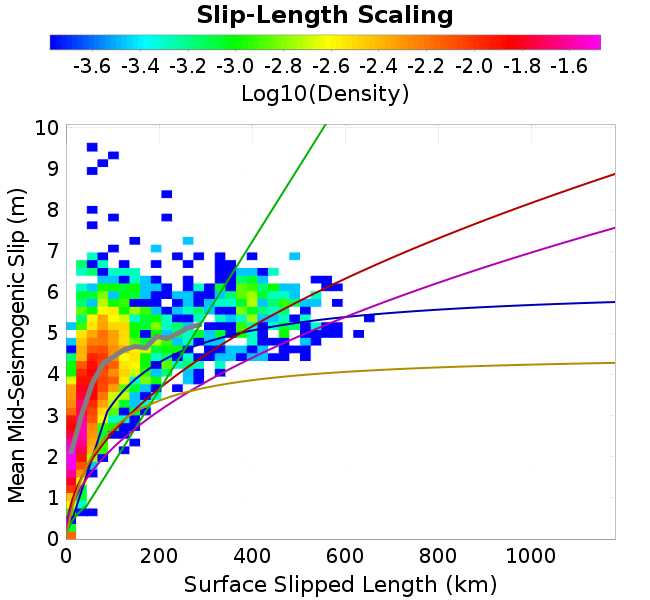 Slip-Length Scaling
-3.6 -3.4 -3.2 -3.0 -2.8 -2.6 -2.4 -2.2 -2.0 -1.8 -1.6
Log10(Density)
10
9
8
7
6
5
4
3
2
1
0
Mean Mid-Seismogenic Slip (m)
0 200 400 600 800 1000
Surface Slipped Length (km)